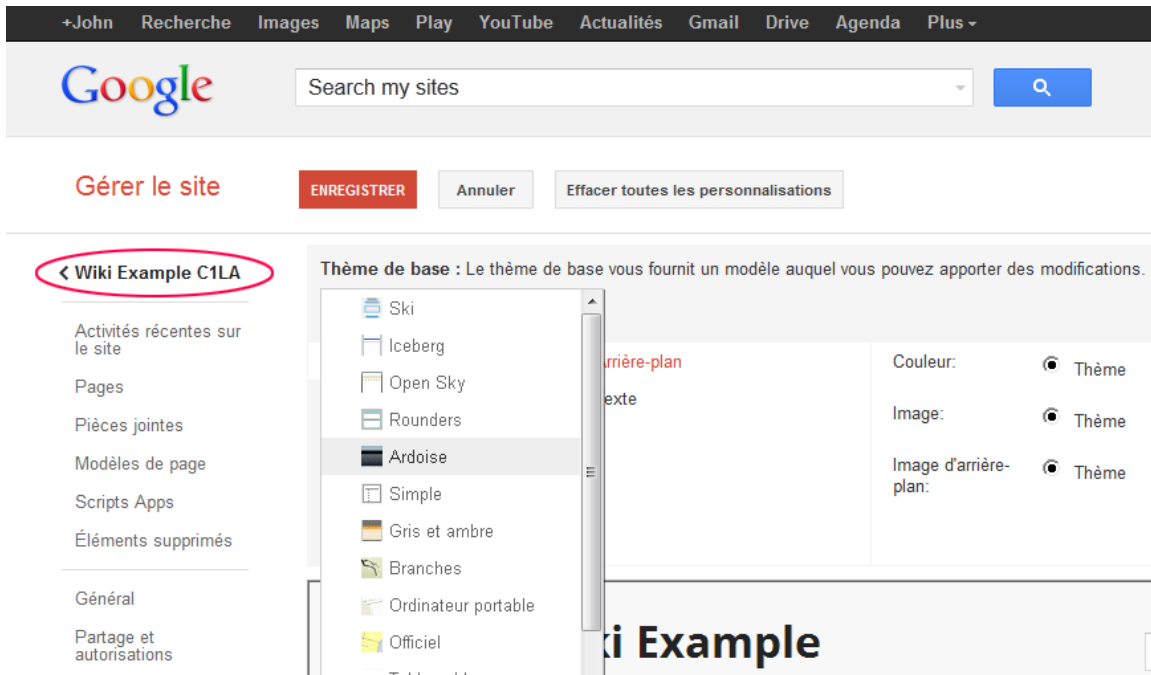 +John Recherche Images Maps Play YouTube Actualités Gmail Drive Agenda Plus
Google
Search my sites
Gérer le site
ENREGISTRER
Annuler
Effacer toutes les personnalisations
Wiki Example C1LA
Activités récentes sur
le site
Pages
Pièces jointes
Modèles de page
Scripts Apps
Éléments supprimés
Général
Partage et
autorisations
Thème de base : Le thème de base vous fournit un modèle auquel vous pouvez apporter des modifications.
Ski
Iceberg
Open Sky
Rounders
Ardoise
Simple
Gris et ambre
Branches
Ordinateur portable
Officiel
rrière-plan
exte
Couleur: Thème
Image: Thème
Image d'arrière-
plan: Thème
ki Example